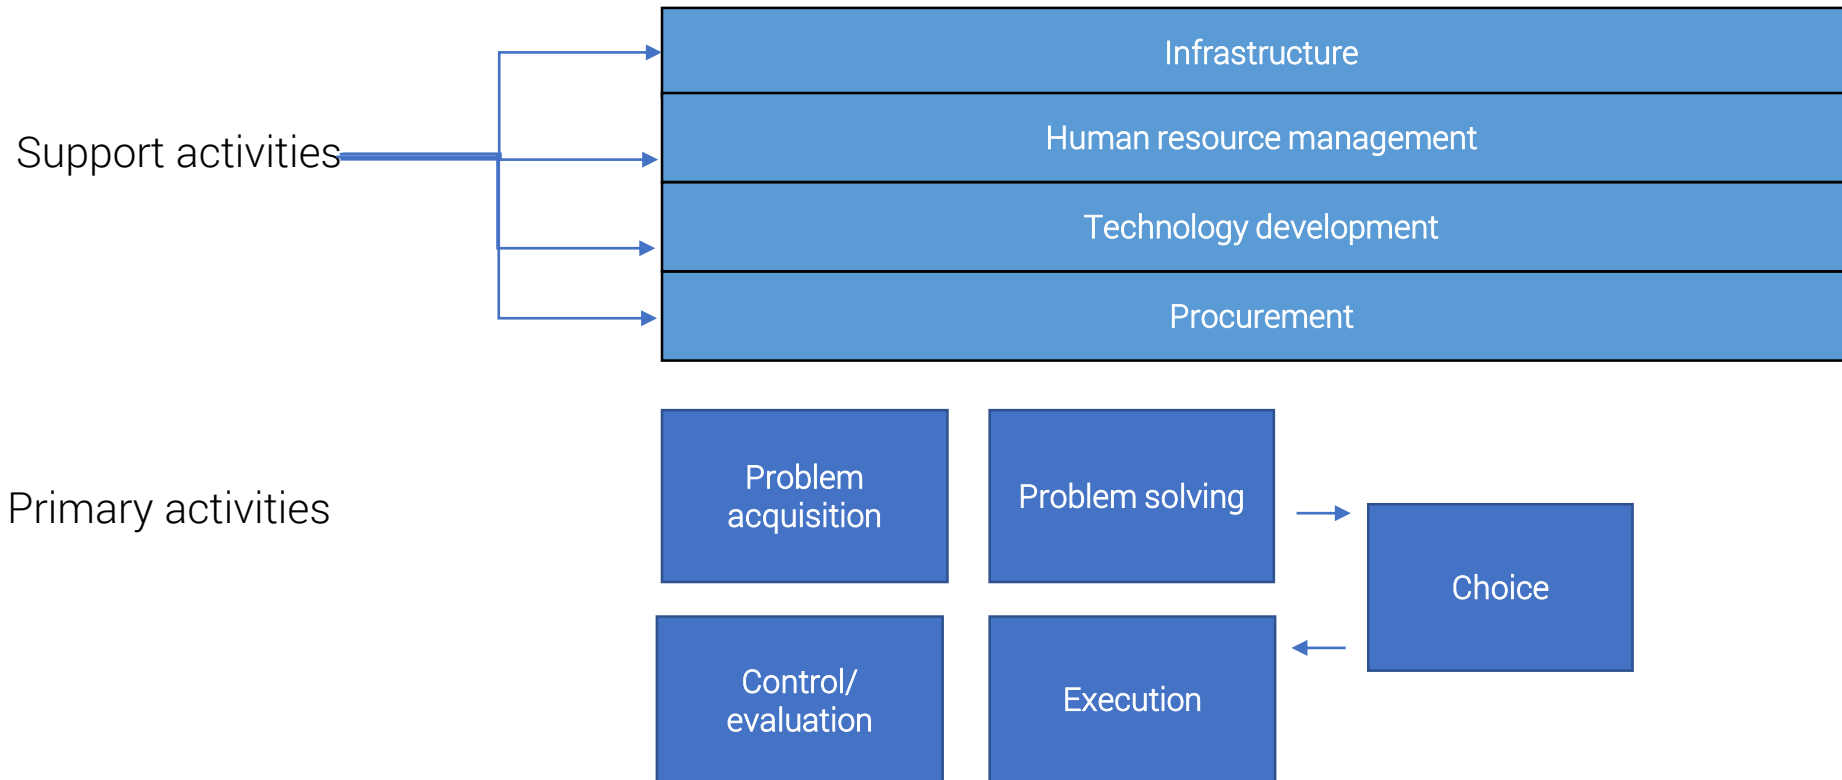 Support activities
Infrastructure
Human resource management
Technology development
Procurement
Primary activities
Problem
acquisition
Problem solving
Choice
Control/
evaluation
Execution